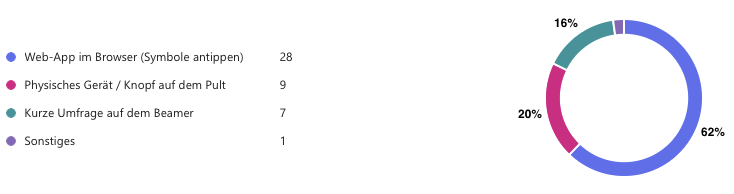 Web-App im Browser (Symbole antippen) 28
Physisches Gerät / Knopf auf dem Pult 9
Kurze Umfrage auf dem Beamer 7
Sonstiges 1
16%
20%
62%